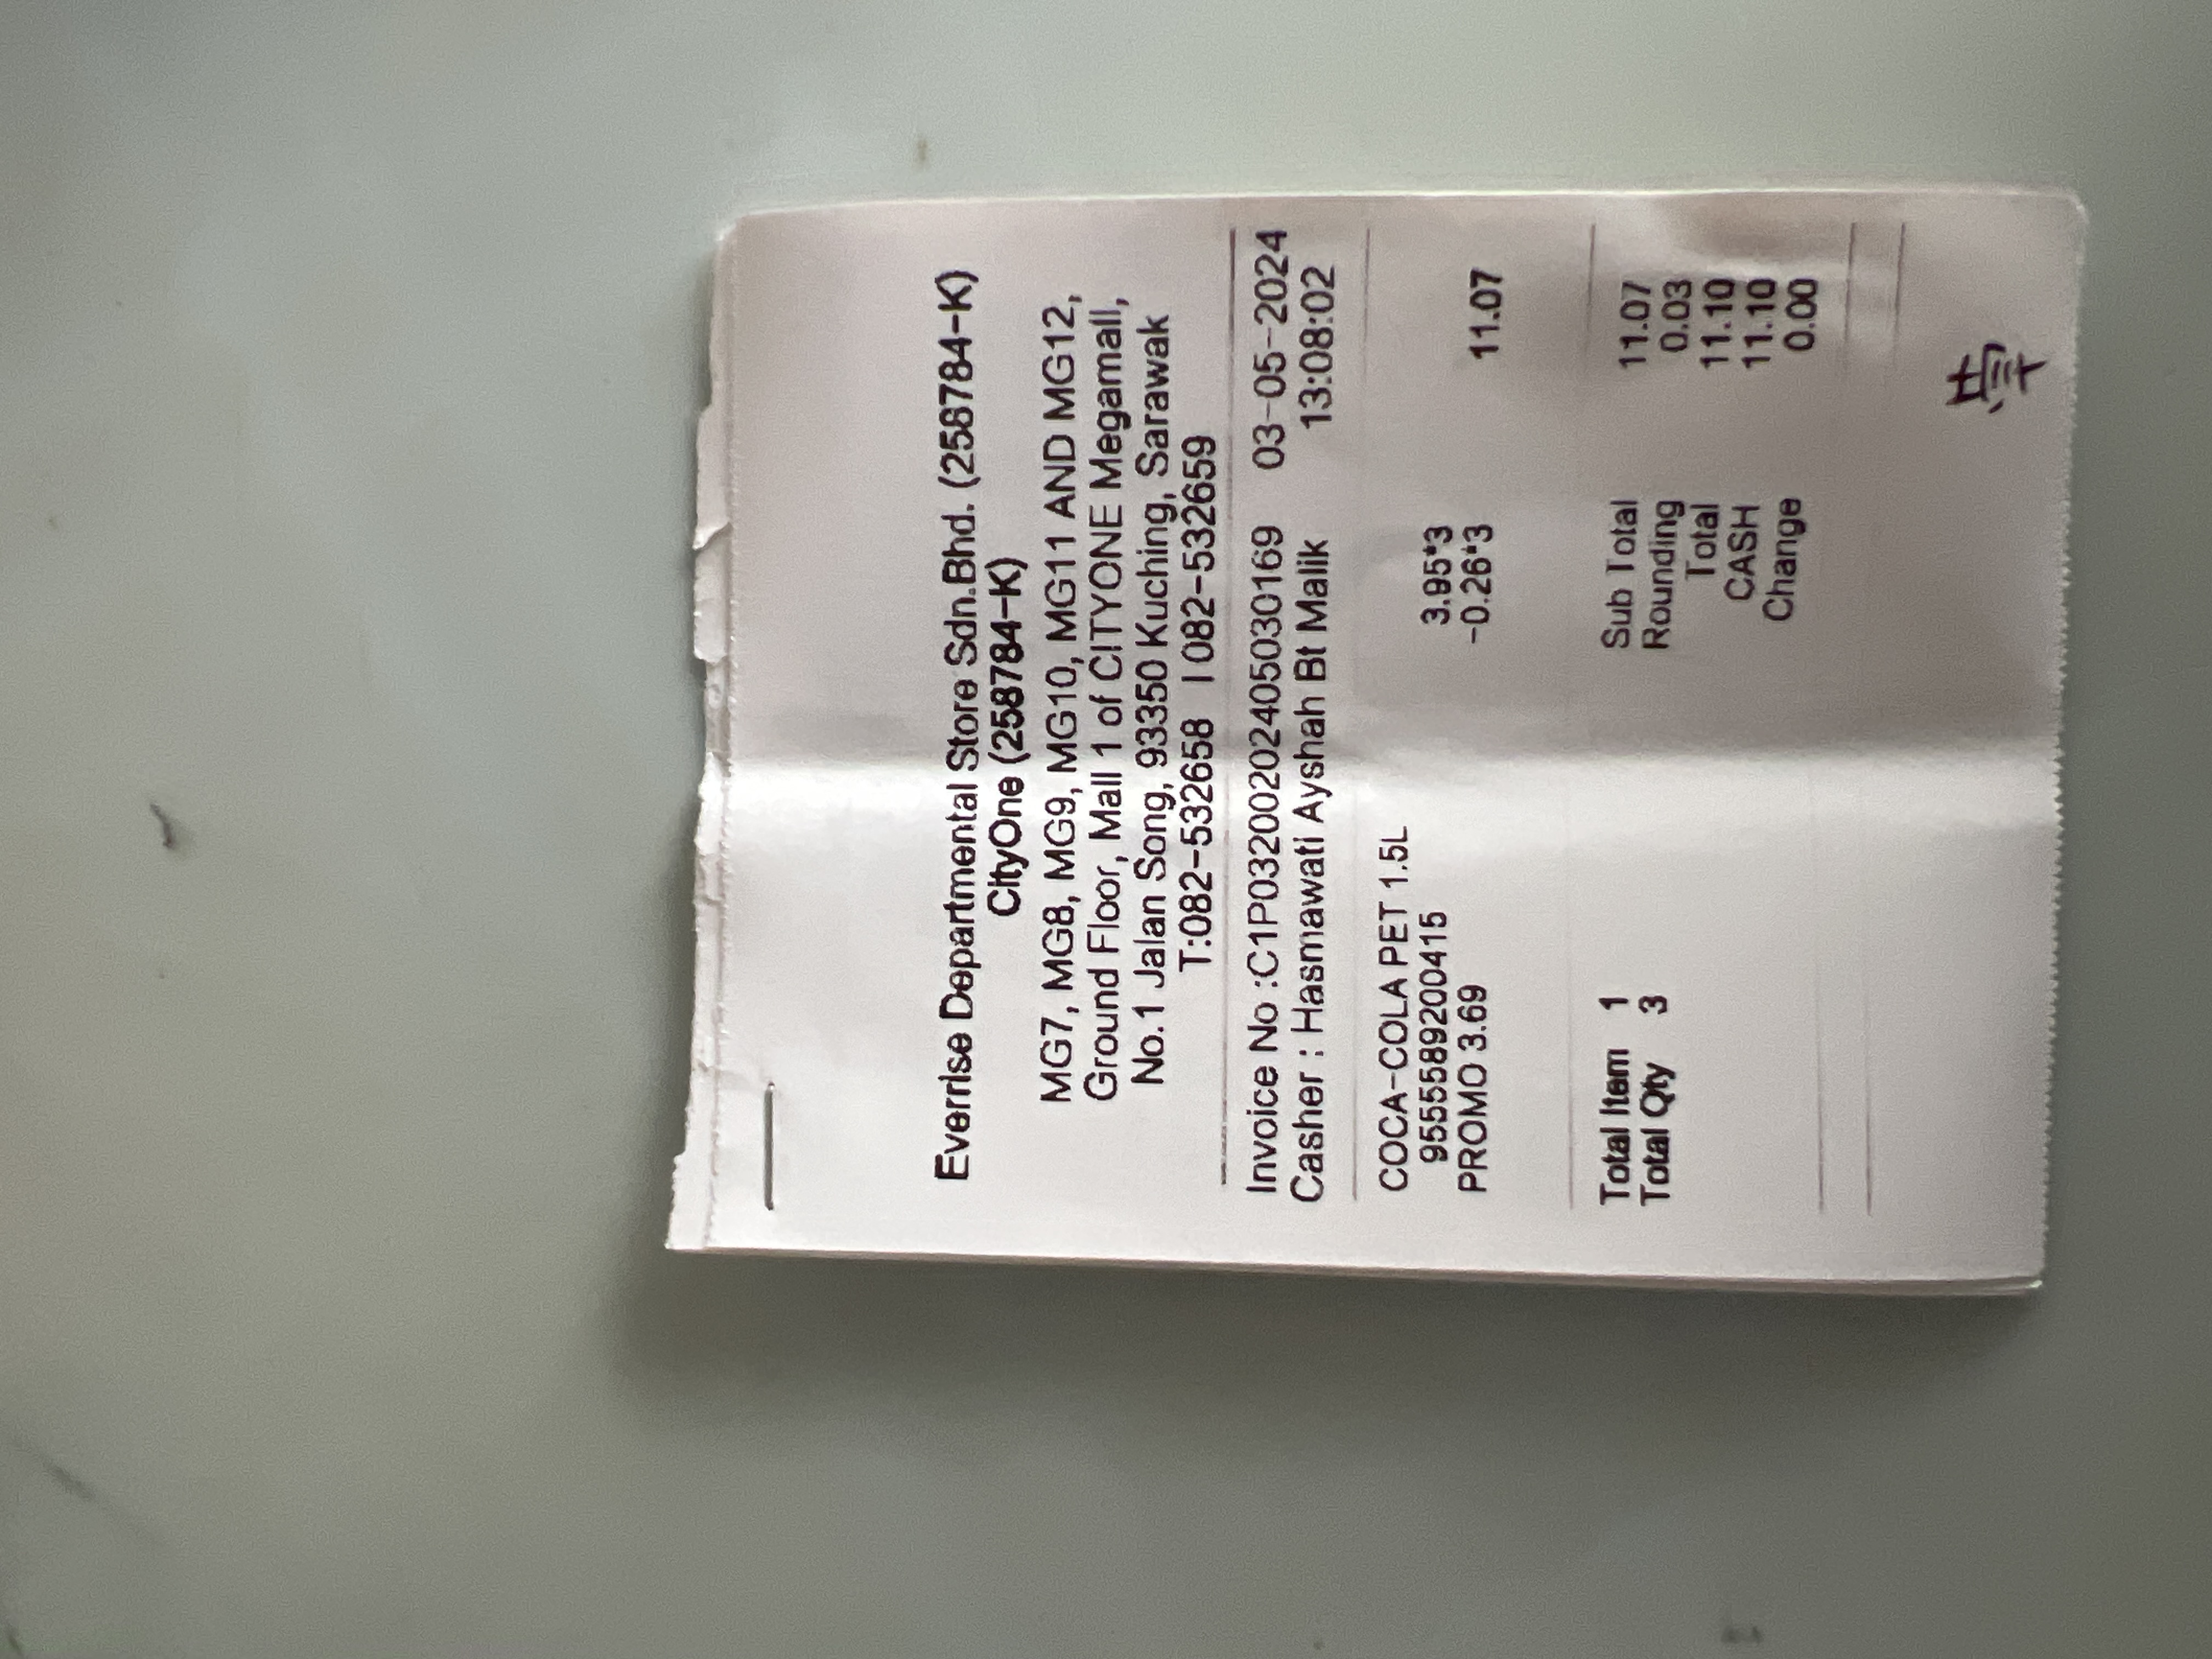 Everrise Departmental Store Sdn.Bhd. (258784-K)
CityOne (258784-K)
MG7, MG8, MG9, MG10, MG11 AND MG12,
Ground Floor, Mall 1 of CITYONE Megamall,
No.1 Jalan Song, 93350 Kuching, Sarawak
T:082-532658 | 082-532659
Invoice No :C1P03200202405030169 03-05-2024
Casher : Hasmawati Ayshah Bt Malik 13:08:02
COCA-COLA PET 1.5L
9555589200415 3.95*3
PROMO 3.69 -0.26*3 11.07
Total Item 1 Sub Total 11.07
Total Qty 3 Rounding 0.03
Total 11.10
CASH 11.10
Change 0.00